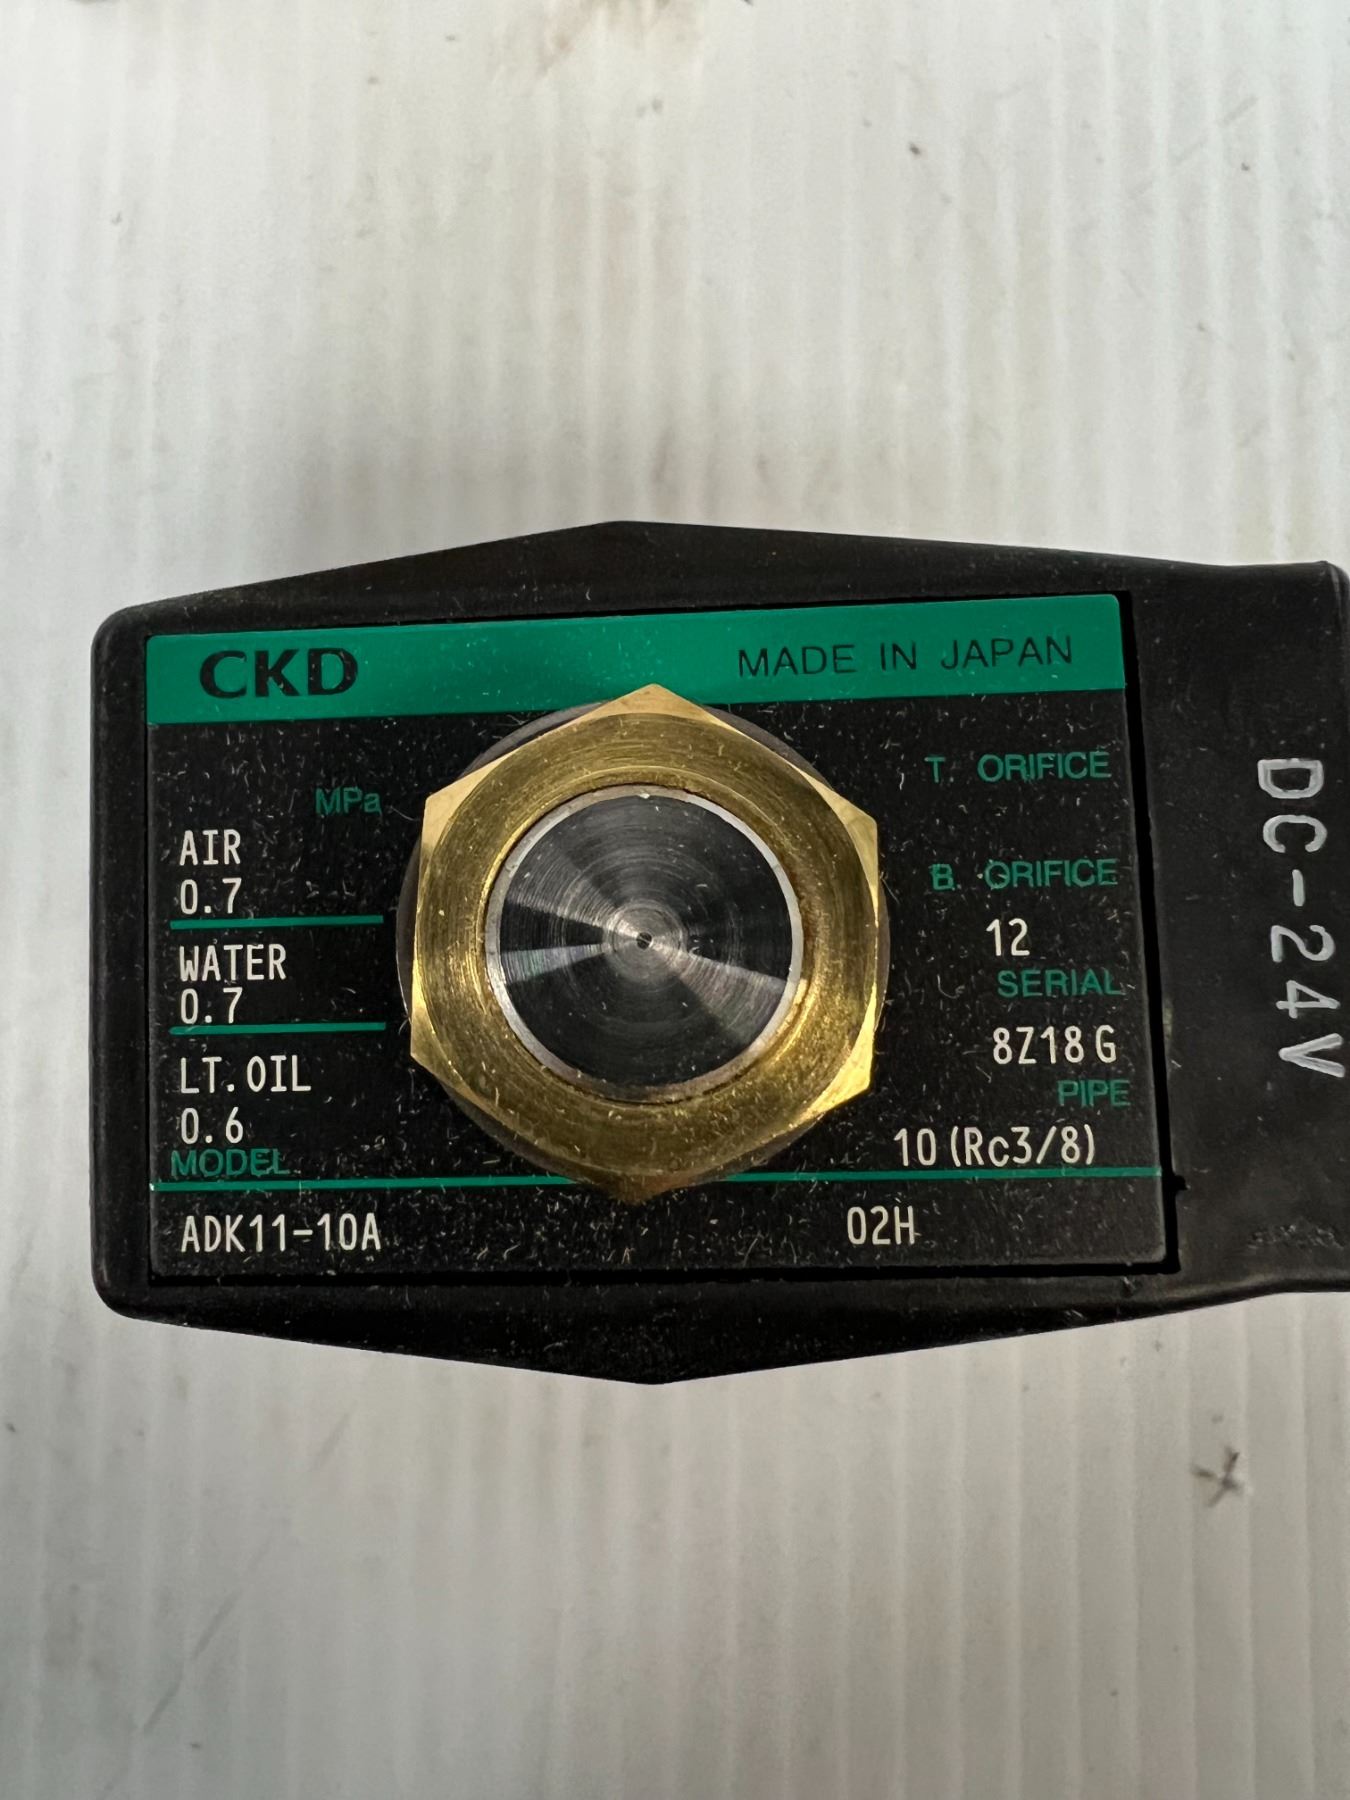 CKD MADE IN JAPAN
MPa
AIR
0.7
WATER
0.7
LT.OIL
0.6
T. ORIFICE
B. ORIFICE
12
SERIAL
8Z18G
PIPE
10(Rc3/8)
MODEL
ADK11-10A 02H
DC-24V